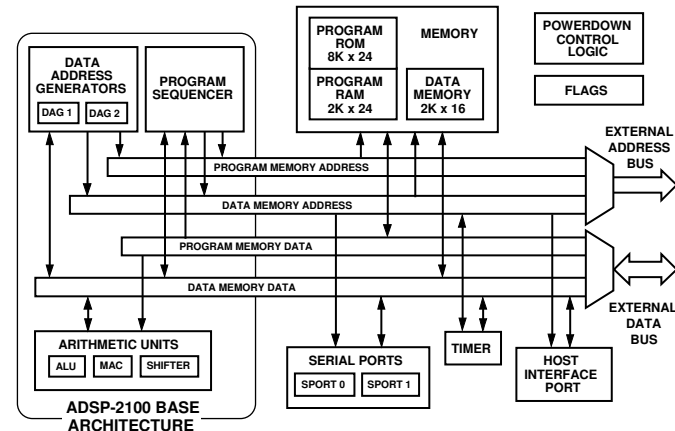 DATA
ADDRESS
GENERATORS
DAG 1
DAG 2
PROGRAM
SEQUENCER
PROGRAM
ROM
8K x 24
MEMORY
PROGRAM
RAM
2K x 24
DATA
MEMORY
2K x 16
POWERDOWN
CONTROL
LOGIC
FLAGS
EXTERNAL
ADDRESS
BUS
PROGRAM MEMORY ADDRESS
DATA MEMORY ADDRESS
PROGRAM MEMORY DATA
DATA MEMORY DATA
EXTERNAL
DATA
BUS
ARITHMETIC UNITS
ALU
MAC
SHIFTER
SERIAL PORTS
SPORT 0
SPORT 1
TIMER
HOST
INTERFACE
PORT
ADSP-2100 BASE
ARCHITECTURE